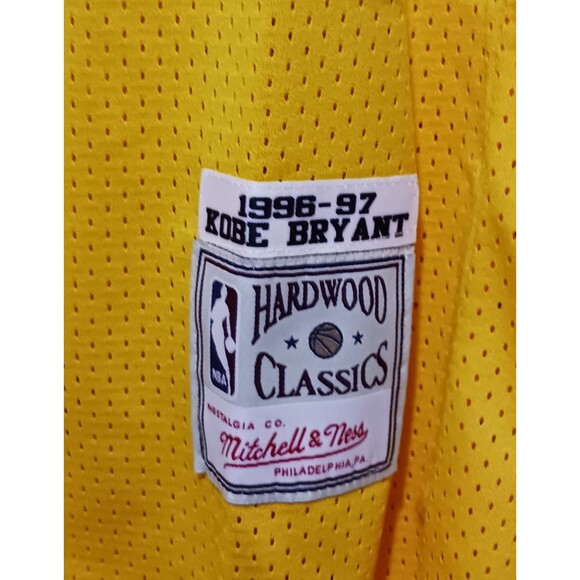 1996-97
KOBE BRYANT
HARDWOOD
CLASSICS
NBA
NOSTALGIA CO.
Mitchell & Ness
PHILADELPHIA, PA.